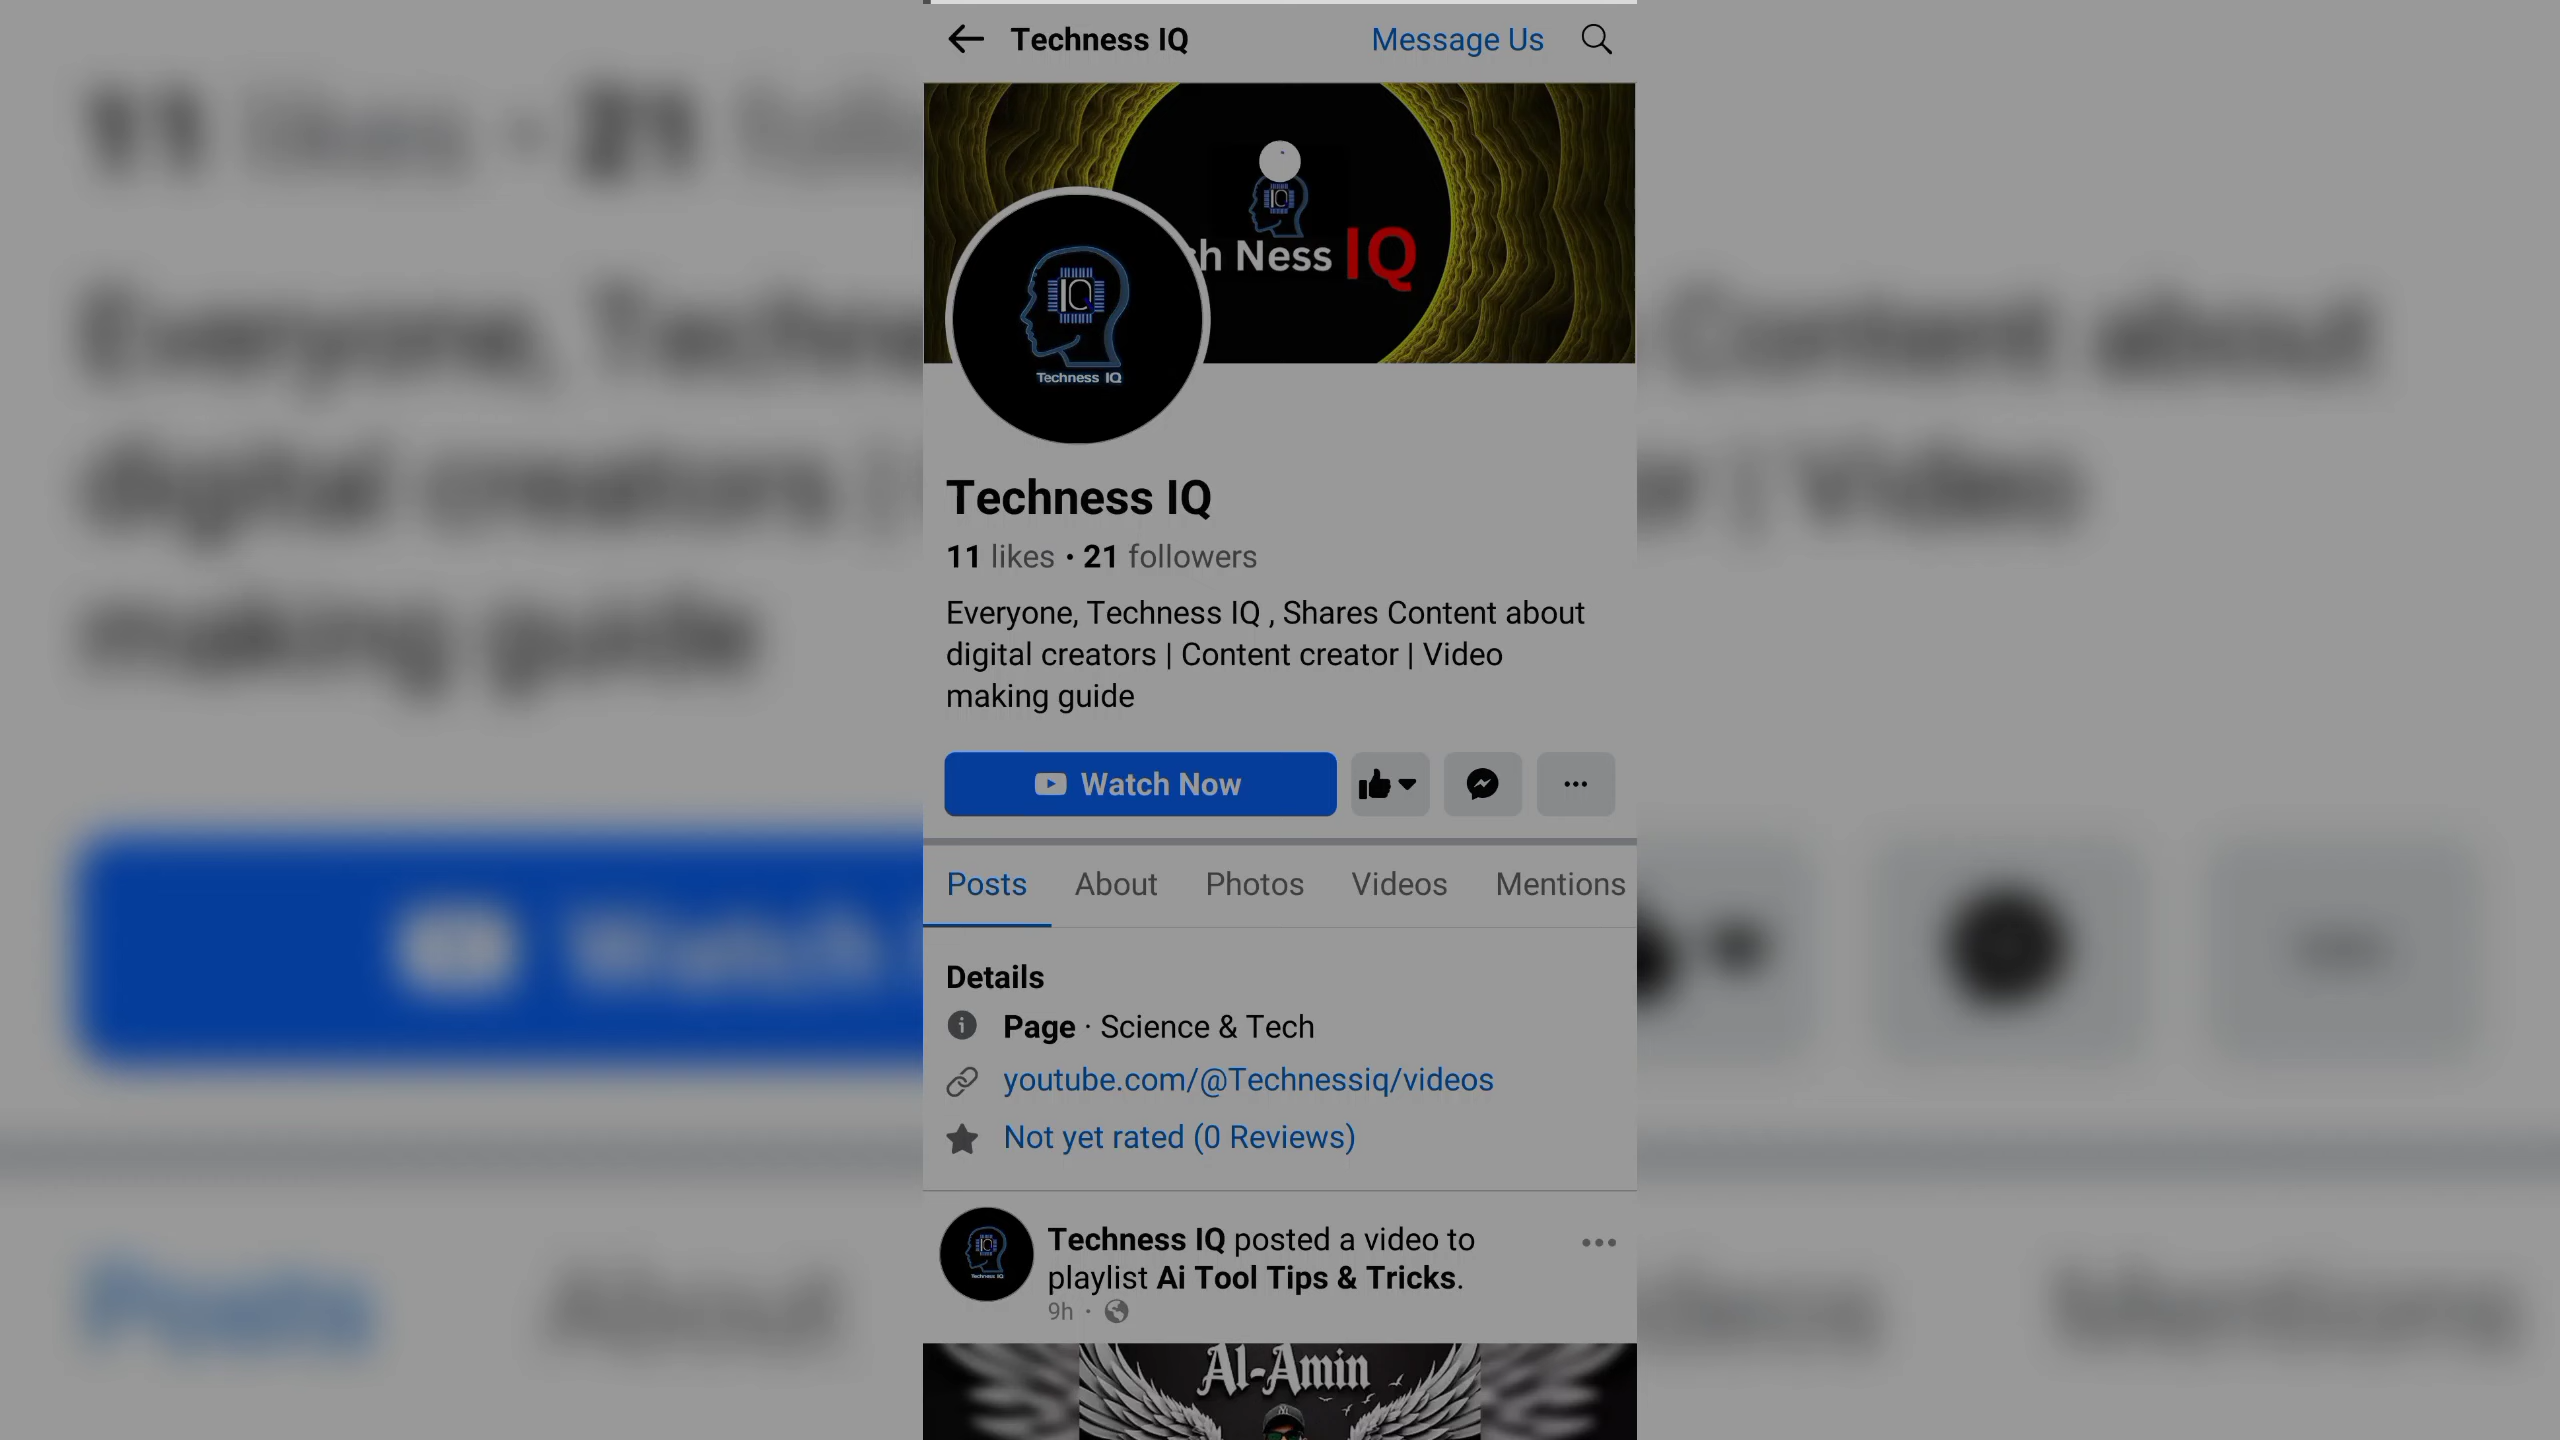 Techness IQ
Message Us
IQ
h Ness IQ
IQ
Techness IQ
Techness IQ
11 likes • 21 followers
Everyone, Techness IQ , Shares Content about
digital creators | Content creator | Video
making guide
Watch Now
Posts
About
Photos
Videos
Mentions
Details
Page · Science & Tech
youtube.com/@Technessiq/videos
Not yet rated (0 Reviews)
Techness IQ posted a video to
playlist Ai Tool Tips & Tricks.
9h ·
Al-Amin